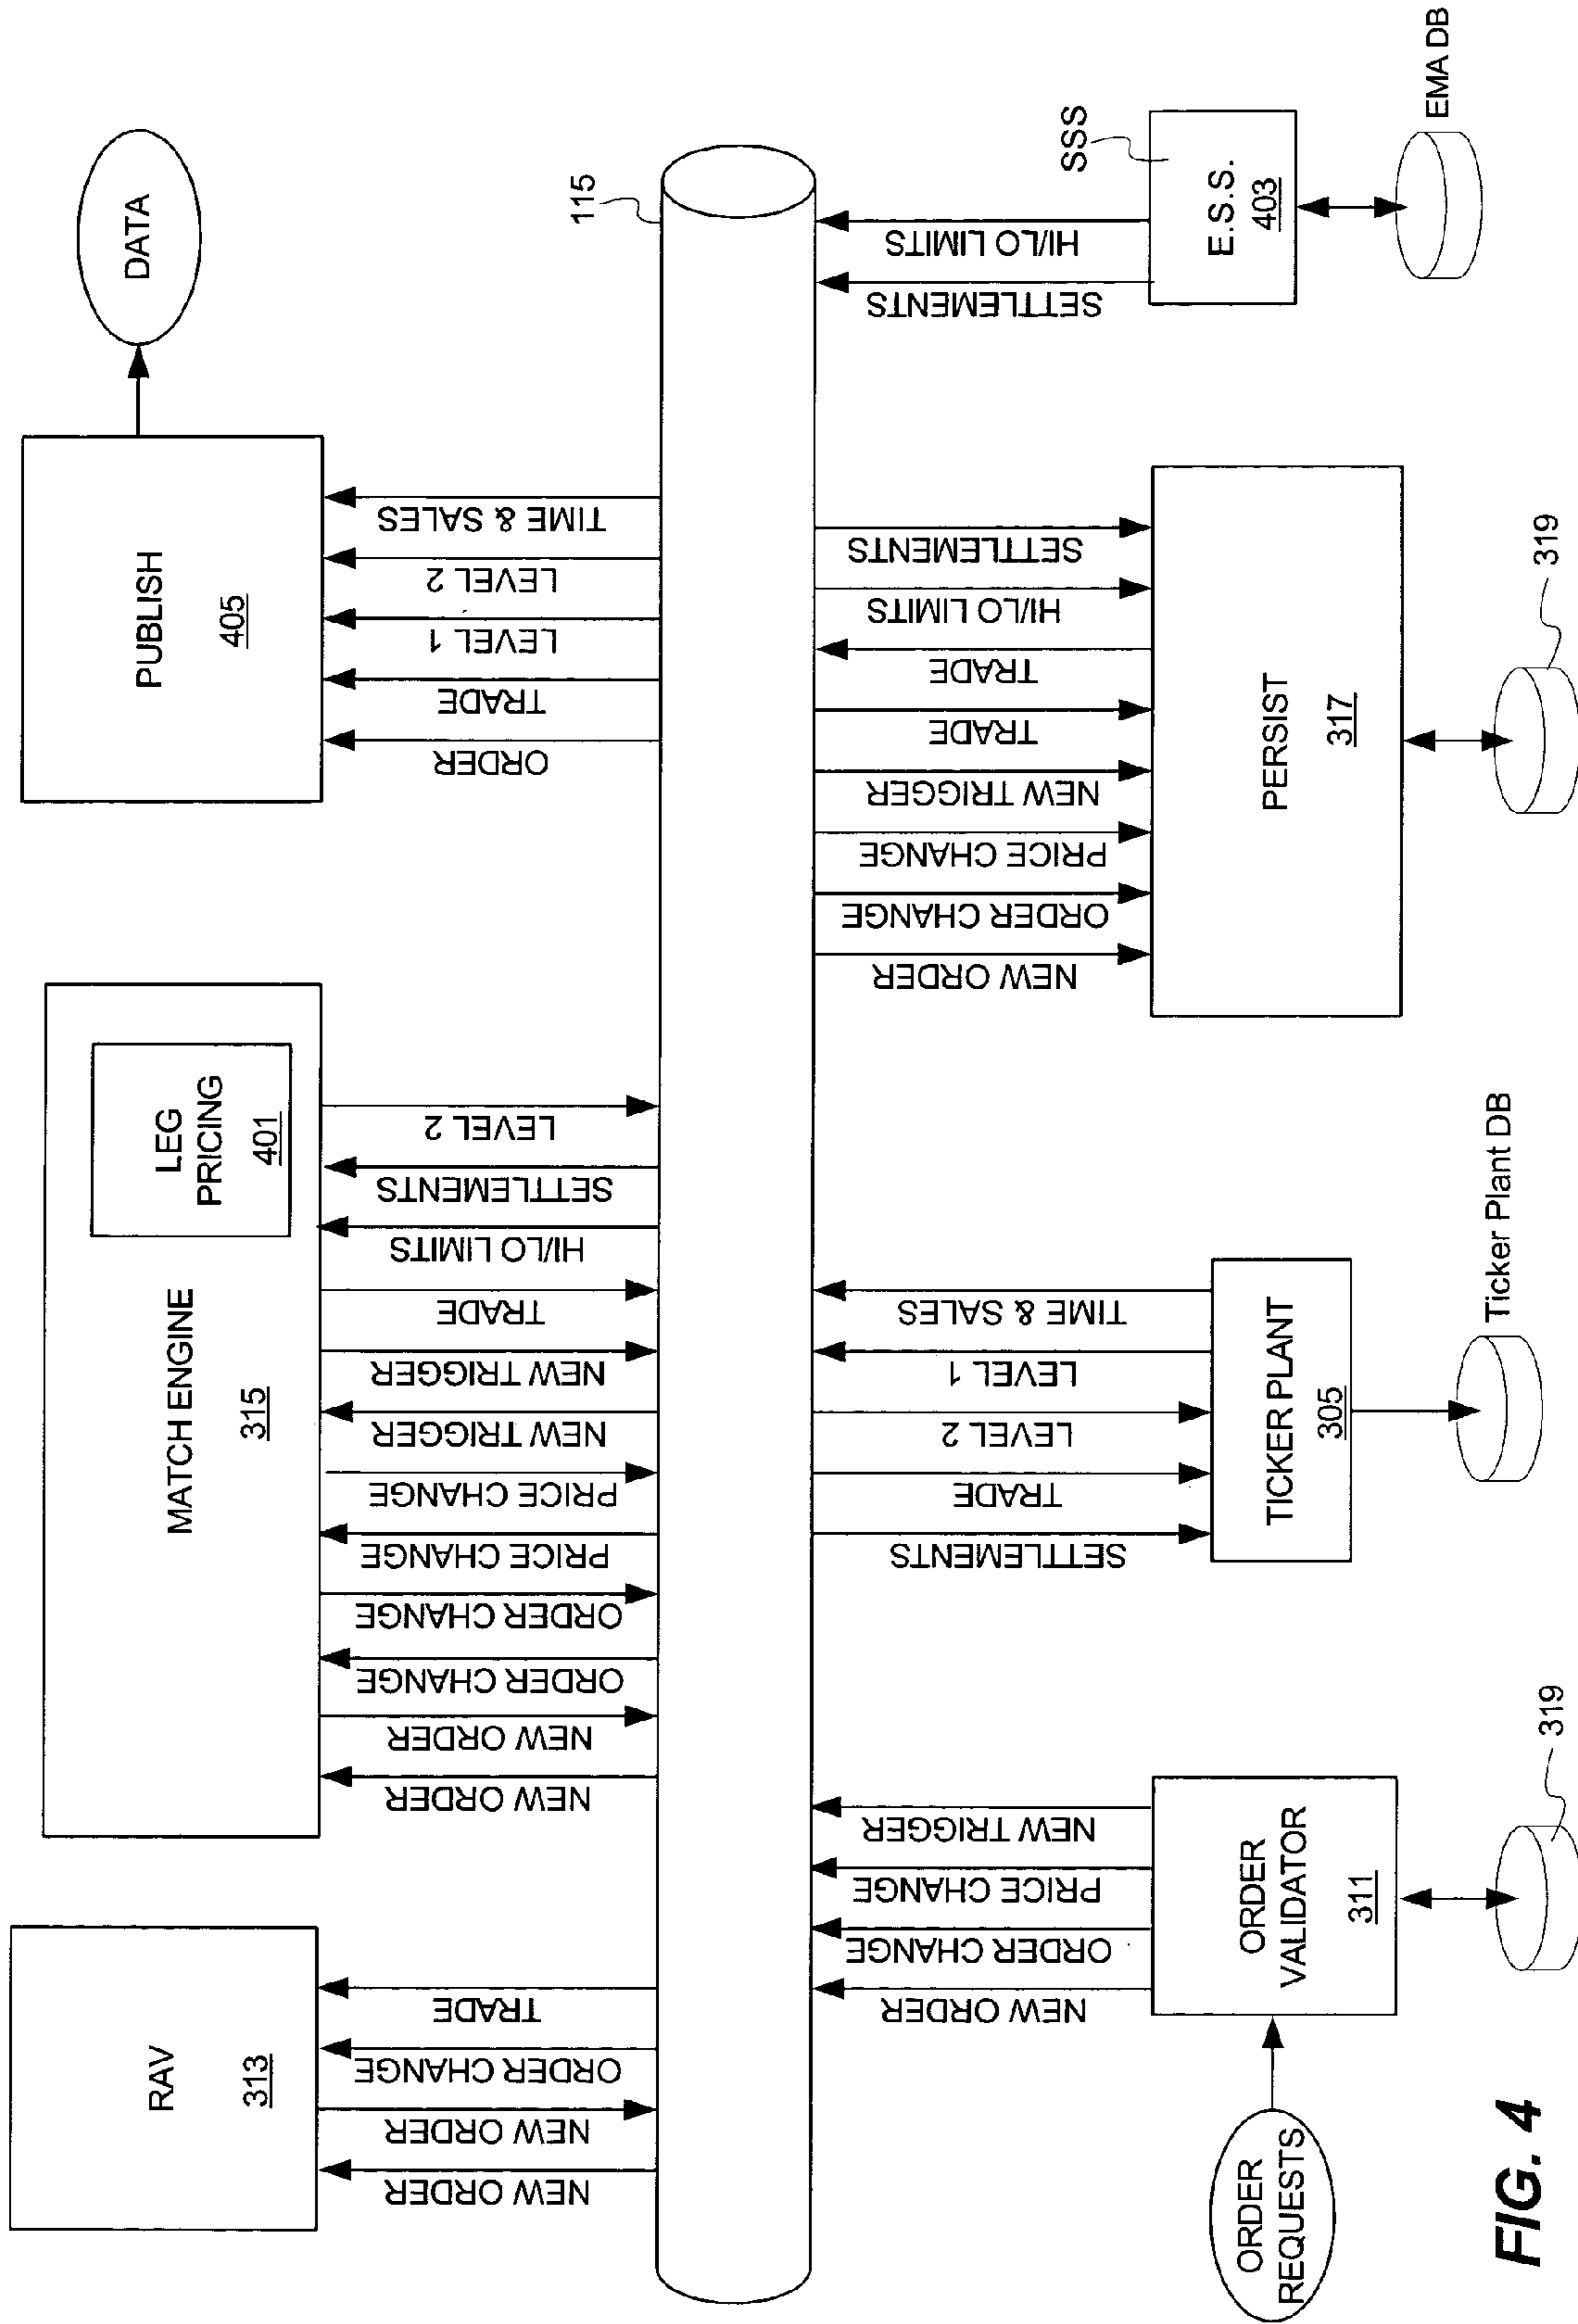 RAV
313
NEW ORDER
NEW ORDER
ORDER CHANGE
TRADE
MATCH ENGINE
315
LEG
PRICING
401
NEW ORDER
NEW ORDER
ORDER CHANGE
ORDER CHANGE
PRICE CHANGE
PRICE CHANGE
NEW TRIGGER
NEW TRIGGER
TRADE
HI/LO LIMITS
SETTLEMENTS
LEVEL 2
PUBLISH
405
ORDER
TRADE
LEVEL 1
LEVEL 2
TIME & SALES
DATA
115
ORDER
REQUESTS
NEW ORDER
ORDER CHANGE
PRICE CHANGE
NEW TRIGGER
ORDER
VALIDATOR
311
319
SETTLEMENTS
TRADE
LEVEL 2
LEVEL 1
TIME & SALES
TICKER PLANT
305
Ticker Plant DB
NEW ORDER
ORDER CHANGE
PRICE CHANGE
NEW TRIGGER
TRADE
TRADE
HI/LO LIMITS
SETTLEMENTS
PERSIST
317
319
SETTLEMENTS
HI/LO LIMITS
SSS
E.S.S.
403
EMA DB
FIG. 4